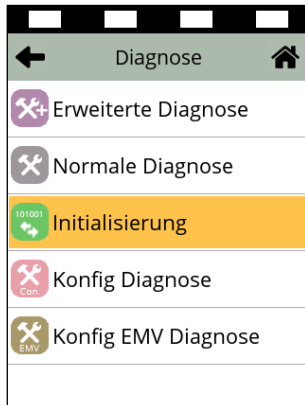 Diagnose
Erweiterte Diagnose
Normale Diagnose
101001
Initialisierung
Konfig Diagnose
Con.
Konfig EMV Diagnose
EMV